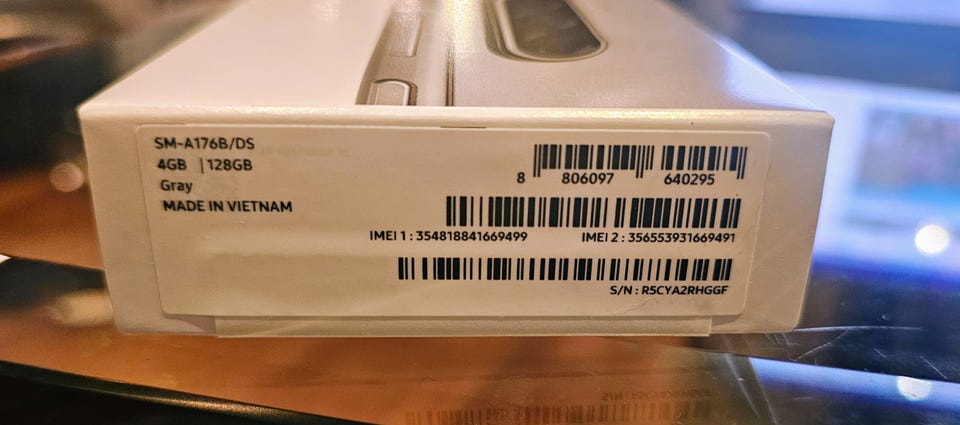 SM-A176B/DS
4GB | 128GB
Gray
MADE IN VIETNAM
8 806097 640295
IMEI 1 : 354818841669499 IMEI 2 : 356553931669491
S/N : R5CYA2RHGGF